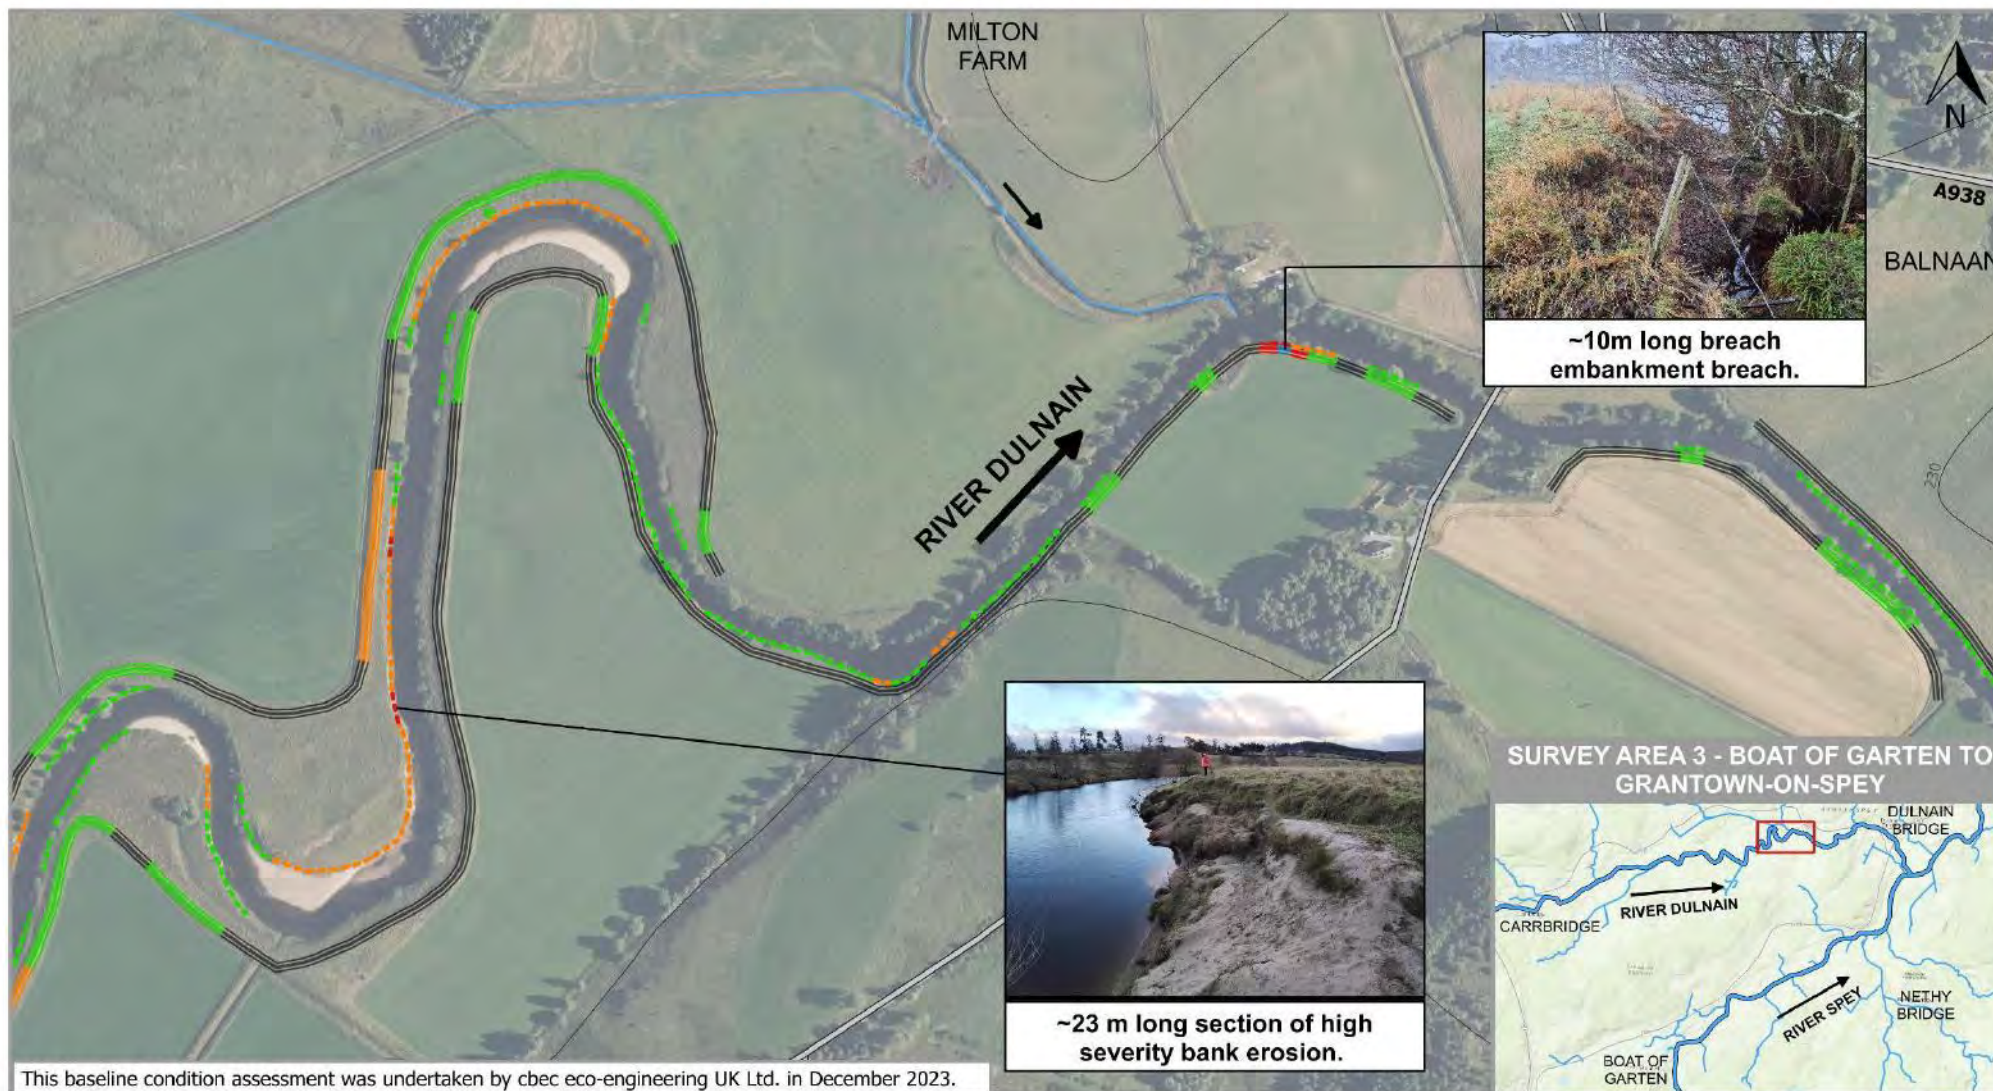 MILTON
FARM
N
A938
BALNAAN
~10m long breach
embankment breach.
230
RIVER DULNAIN
~23 m long section of high
severity bank erosion.
SURVEY AREA 3 - BOAT OF GARTEN TO
GRANTOWN-ON-SPEY
DULNAIN
BRIDGE
RIVER DULNAIN
CARRBRIDGE
NETHY
BRIDGE
RIVER SPEY
BOAT OF
GARTEN
This baseline condition assessment was undertaken by cbec eco-engineering UK Ltd. in December 2023.